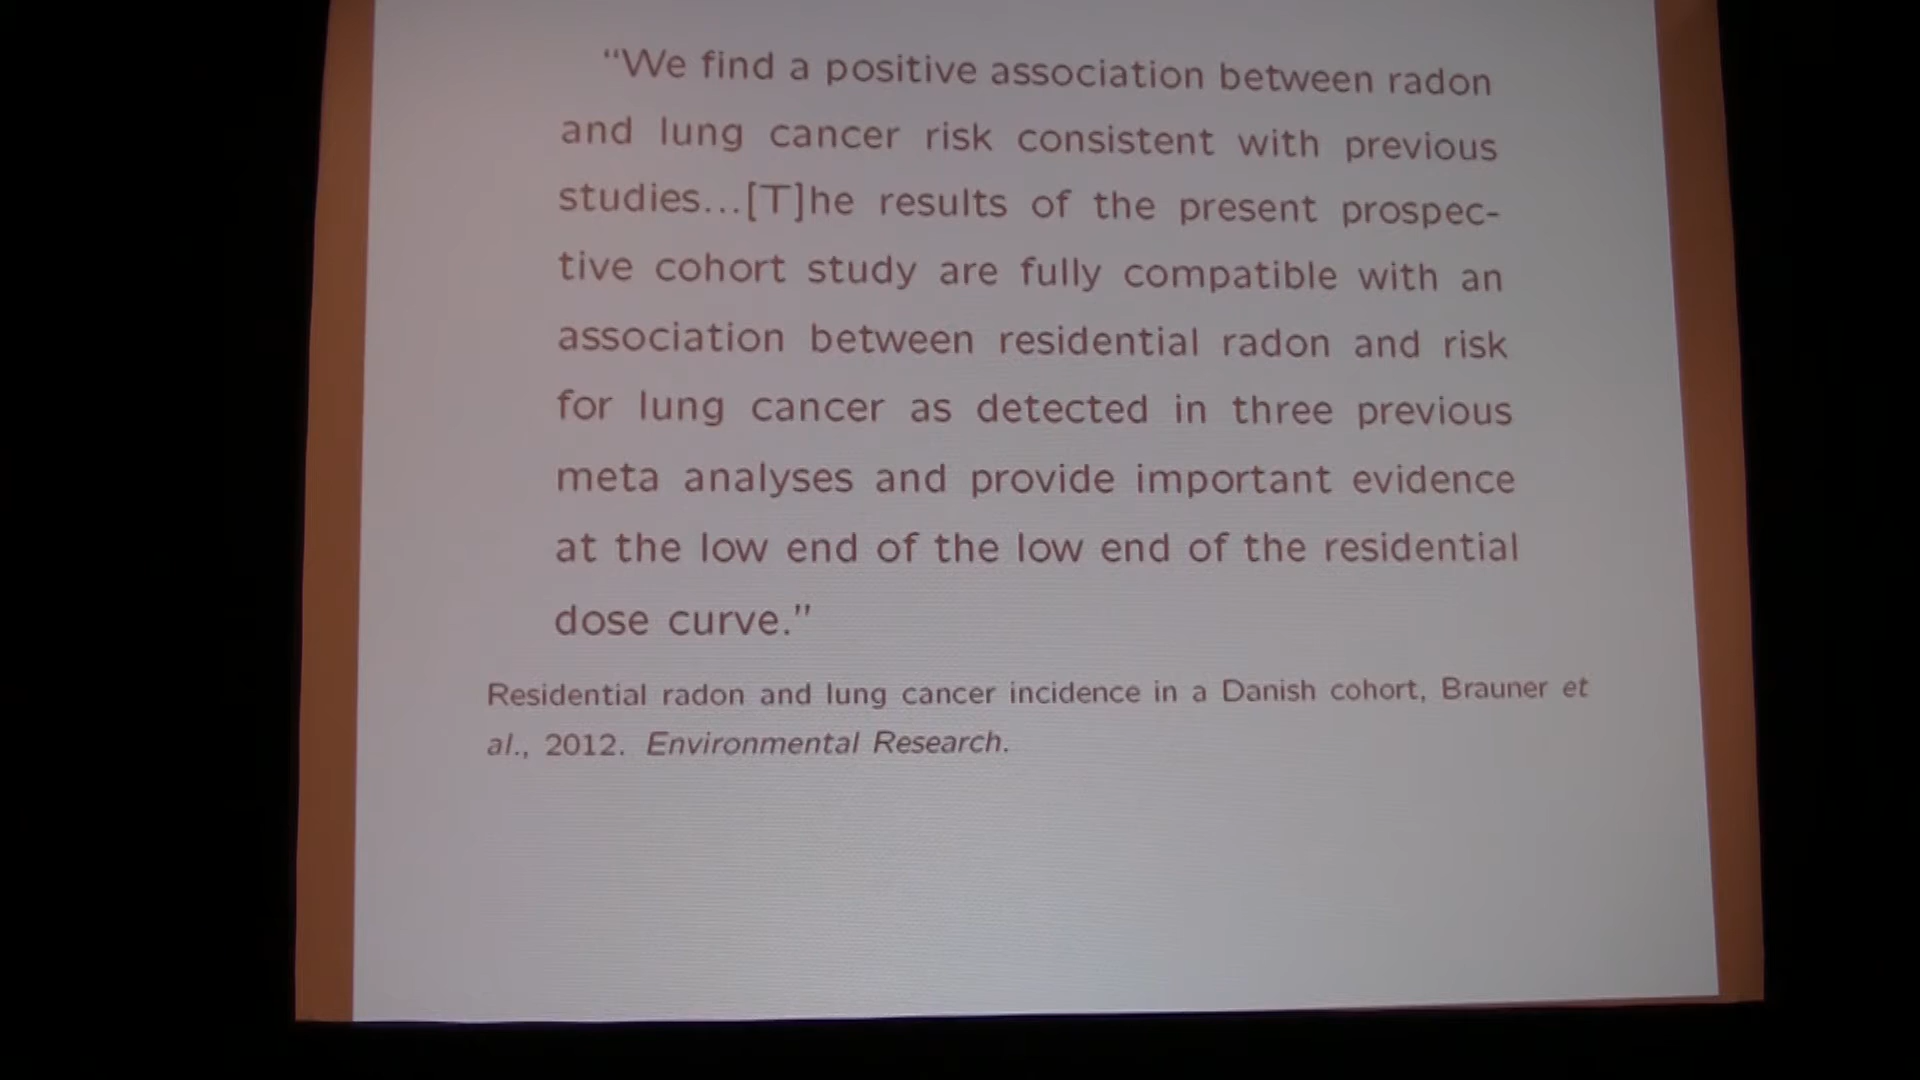 “We find a positive association between radon
and lung cancer risk consistent with previous
studies...[T]he results of the present prospec-
tive cohort study are fully compatible with an
association between residential radon and risk
for lung cancer as detected in three previous
meta analyses and provide important evidence
at the low end of the low end of the residential
dose curve.”
Residential radon and lung cancer incidence in a Danish cohort, Brauner et
al., 2012. Environmental Research.